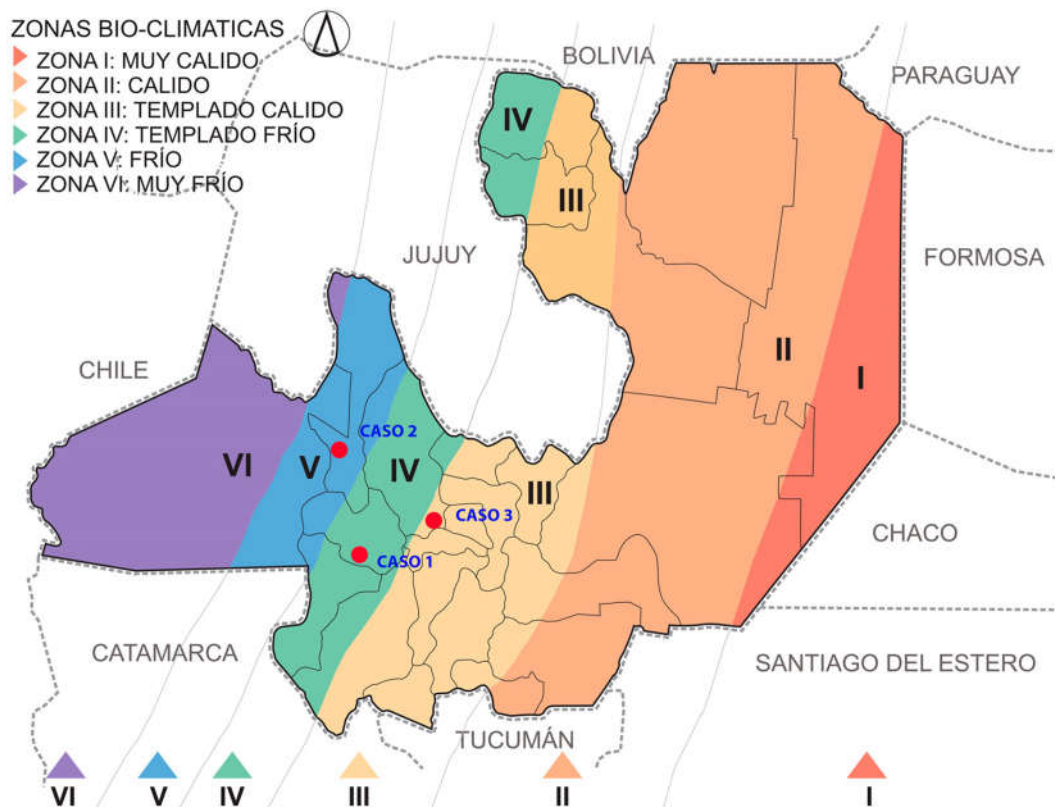 ZONAS BIO-CLIMATICAS
ZONA I: MUY CALIDO
ZONA II: CALIDO
ZONA III: TEMPLADO CALIDO
ZONA IV: TEMPLADO FRÍO
ZONA V: FRÍO
ZONA VI: MUY FRÍO
BOLIVIA
PARAGUAY
IV
III
JUJUY
FORMOSA
CHILE
II
I
CASO 2
VI
V
IV
III
CASO 3
CASO 1
CHACO
CATAMARCA
SANTIAGO DEL ESTERO
TUCUMÁN
VI
V
IV
III
II
I